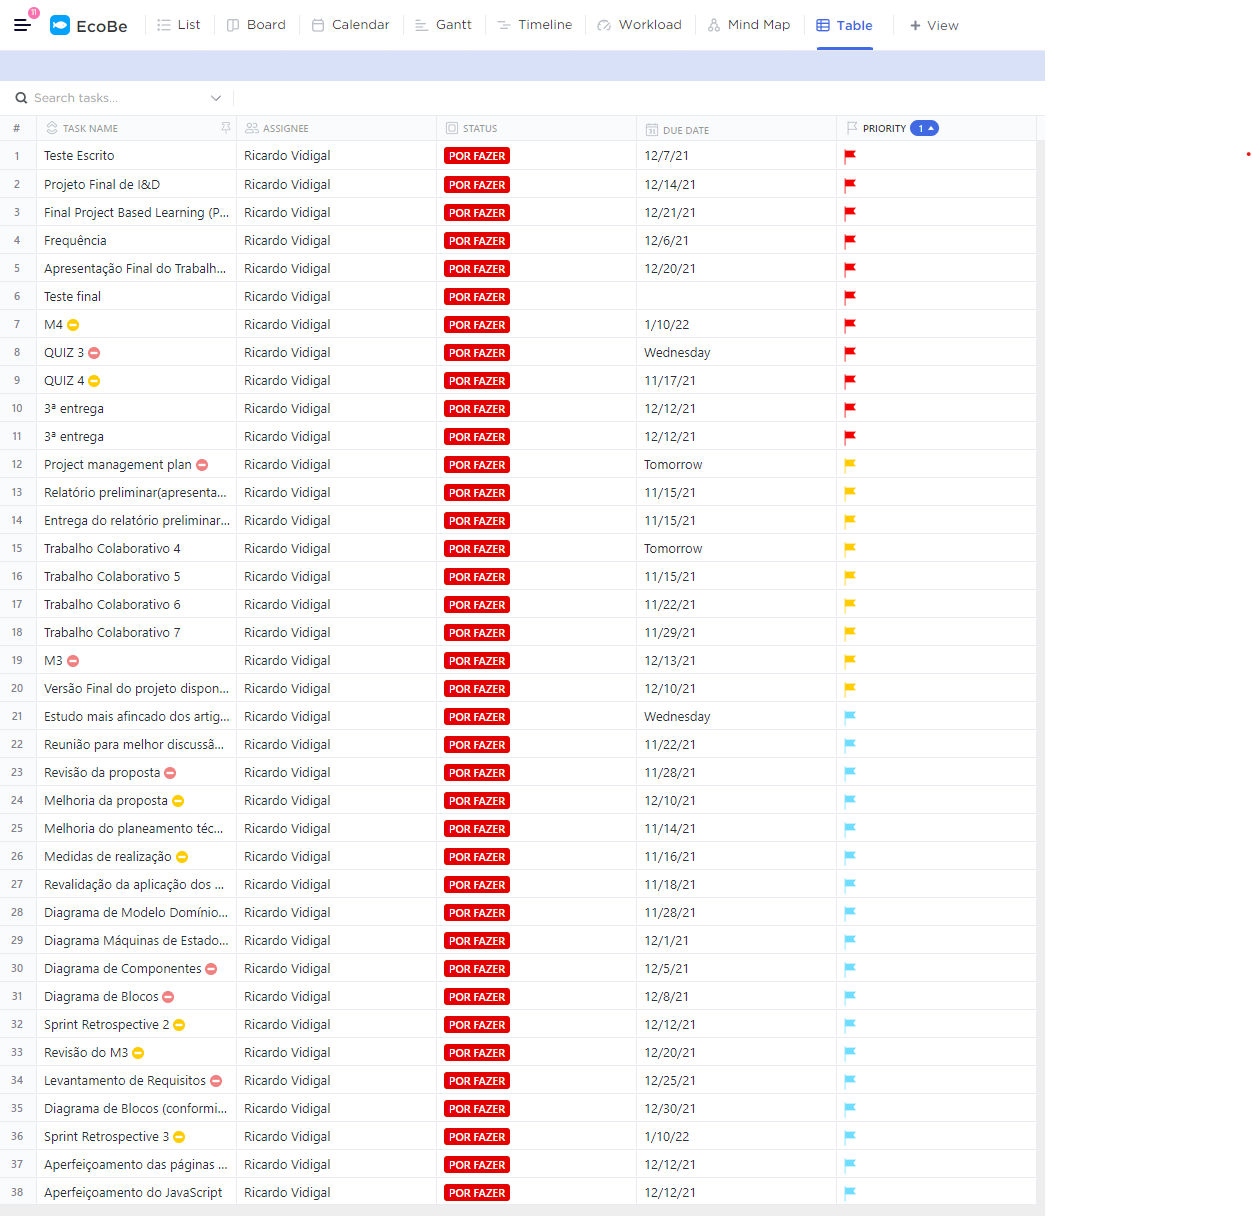 11
EcoBe List Board Calendar Gantt Timeline Workload Mind Map Table + View
Search tasks...
# TASK NAME ASSIGNEE STATUS 31 DUE DATE PRIORITY 1
1 Teste Escrito Ricardo Vidigal POR FAZER 12/7/21
2 Projeto Final de I&D Ricardo Vidigal POR FAZER 12/14/21
3 Final Project Based Learning (P... Ricardo Vidigal POR FAZER 12/21/21
4 Frequência Ricardo Vidigal POR FAZER 12/6/21
5 Apresentação Final do Trabalh... Ricardo Vidigal POR FAZER 12/20/21
6 Teste final Ricardo Vidigal POR FAZER
7 M4 Ricardo Vidigal POR FAZER 1/10/22
8 QUIZ 3 Ricardo Vidigal POR FAZER Wednesday
9 QUIZ 4 Ricardo Vidigal POR FAZER 11/17/21
10 3ª entrega Ricardo Vidigal POR FAZER 12/12/21
11 3ª entrega Ricardo Vidigal POR FAZER 12/12/21
12 Project management plan Ricardo Vidigal POR FAZER Tomorrow
13 Relatório preliminar(apresenta... Ricardo Vidigal POR FAZER 11/15/21
14 Entrega do relatório preliminar... Ricardo Vidigal POR FAZER 11/15/21
15 Trabalho Colaborativo 4 Ricardo Vidigal POR FAZER Tomorrow
16 Trabalho Colaborativo 5 Ricardo Vidigal POR FAZER 11/15/21
17 Trabalho Colaborativo 6 Ricardo Vidigal POR FAZER 11/22/21
18 Trabalho Colaborativo 7 Ricardo Vidigal POR FAZER 11/29/21
19 M3 Ricardo Vidigal POR FAZER 12/13/21
20 Versão Final do projeto dispon... Ricardo Vidigal POR FAZER 12/10/21
21 Estudo mais afincado dos artig... Ricardo Vidigal POR FAZER Wednesday
22 Reunião para melhor discussã... Ricardo Vidigal POR FAZER 11/22/21
23 Revisão da proposta Ricardo Vidigal POR FAZER 11/28/21
24 Melhoria da proposta Ricardo Vidigal POR FAZER 12/10/21
25 Melhoria do planeamento téc... Ricardo Vidigal POR FAZER 11/14/21
26 Medidas de realização Ricardo Vidigal POR FAZER 11/16/21
27 Revalidação da aplicação dos ... Ricardo Vidigal POR FAZER 11/18/21
28 Diagrama de Modelo Domínio... Ricardo Vidigal POR FAZER 11/28/21
29 Diagrama Máquinas de Estado... Ricardo Vidigal POR FAZER 12/1/21
30 Diagrama de Componentes Ricardo Vidigal POR FAZER 12/5/21
31 Diagrama de Blocos Ricardo Vidigal POR FAZER 12/8/21
32 Sprint Retrospective 2 Ricardo Vidigal POR FAZER 12/12/21
33 Revisão do M3 Ricardo Vidigal POR FAZER 12/20/21
34 Levantamento de Requisitos Ricardo Vidigal POR FAZER 12/25/21
35 Diagrama de Blocos (conformi... Ricardo Vidigal POR FAZER 12/30/21
36 Sprint Retrospective 3 Ricardo Vidigal POR FAZER 1/10/22
37 Aperfeiçoamento das páginas ... Ricardo Vidigal POR FAZER 12/12/21
38 Aperfeiçoamento do JavaScript Ricardo Vidigal POR FAZER 12/12/21